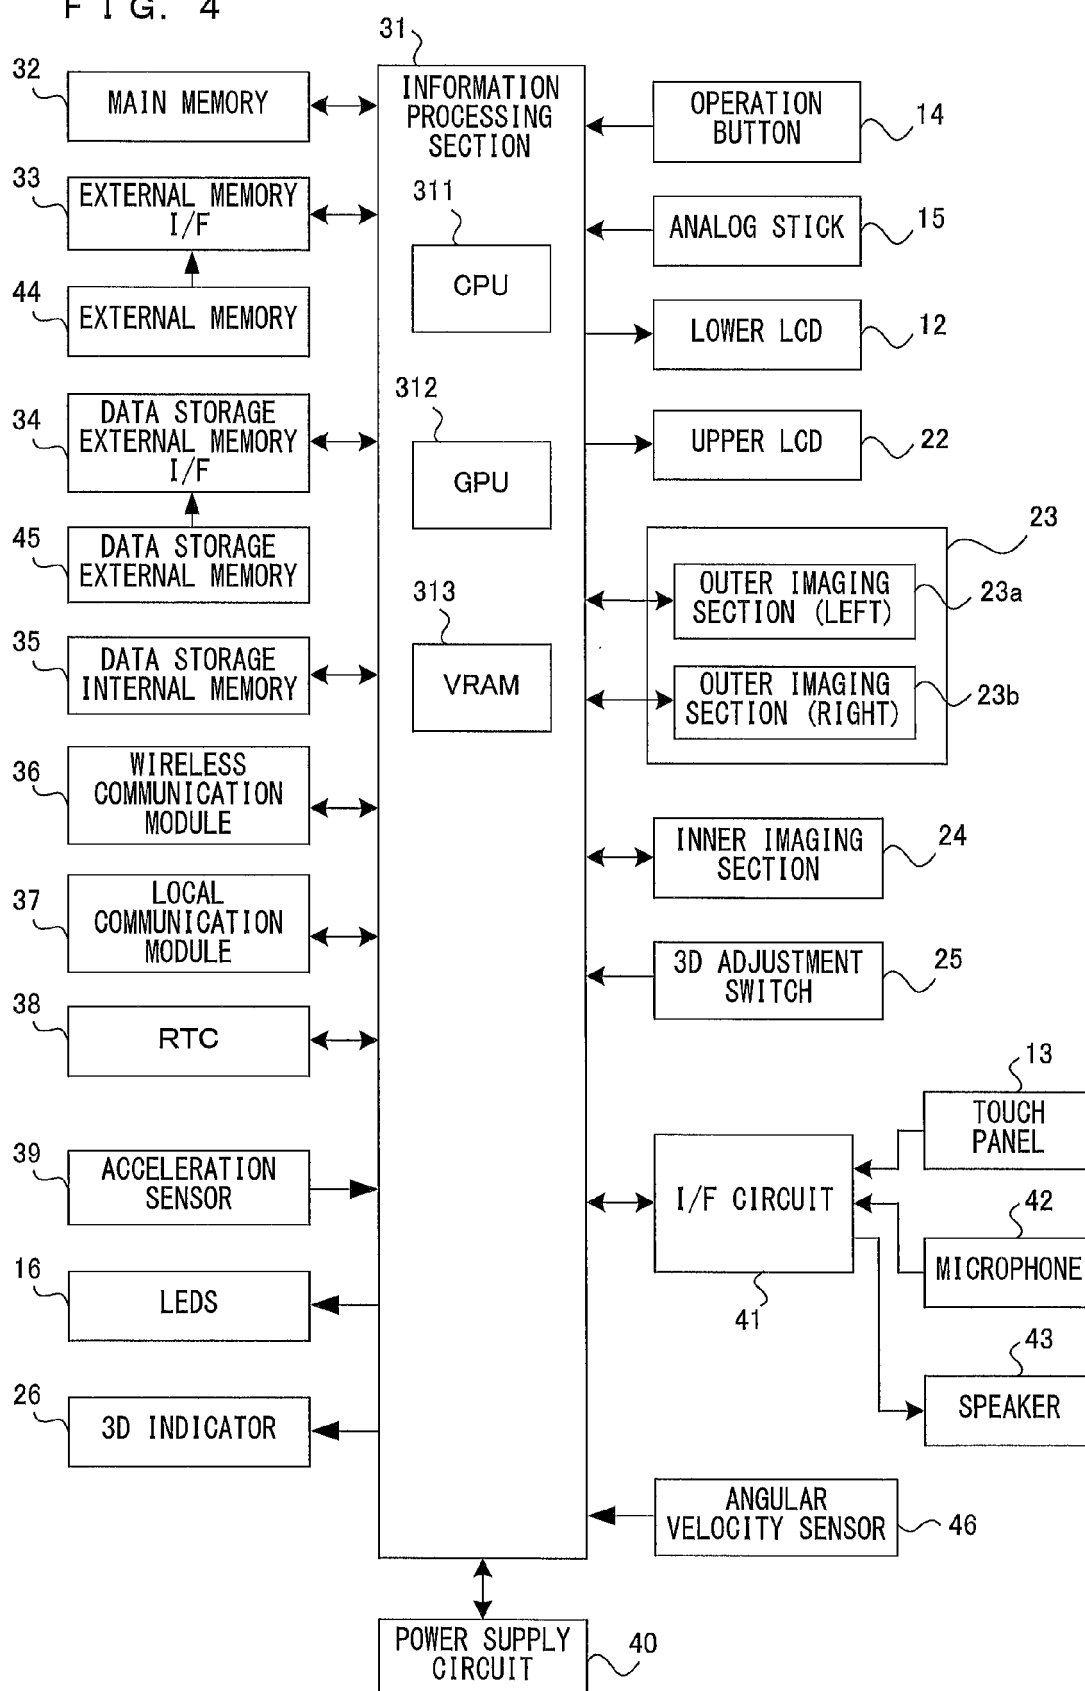 FIG. 4
31
32
MAIN MEMORY
33
EXTERNAL MEMORY
I/F
44
EXTERNAL MEMORY
34
DATA STORAGE
EXTERNAL MEMORY
I/F
45
DATA STORAGE
EXTERNAL MEMORY
35
DATA STORAGE
INTERNAL MEMORY
36
WIRELESS
COMMUNICATION
MODULE
37
LOCAL
COMMUNICATION
MODULE
38
RTC
39
ACCELERATION
SENSOR
16
LEDS
26
3D INDICATOR
INFORMATION
PROCESSING
SECTION
311
CPU
312
GPU
313
VRAM
OPERATION
BUTTON
14
ANALOG STICK
15
LOWER LCD
12
UPPER LCD
22
23
OUTER IMAGING
SECTION (LEFT)
23a
OUTER IMAGING
SECTION (RIGHT)
23b
INNER IMAGING
SECTION
24
3D ADJUSTMENT
SWITCH
25
13
TOUCH
PANEL
I/F CIRCUIT
41
42
MICROPHONE
43
SPEAKER
ANGULAR
VELOCITY SENSOR
46
POWER SUPPLY
CIRCUIT
40